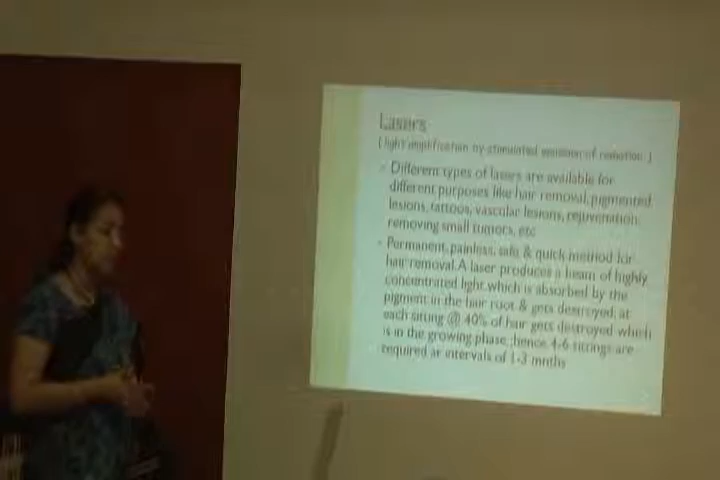 Lasers
( light amplification by stimulated emission of radiation )
Different types of lasers are available for
different purposes like hair removal, pigmented
lesions, tattoos, vascular lesions, rejuvenation,
removing small tumors, etc
Permanent, painless, safe & quick method for
hair removal. A laser produces a beam of highly
concentrated light which is absorbed by the
pigment in the hair root & gets destroyed, at
each sitting @ 40% of hair gets destroyed which
is in the growing phase, ;hence 4-6 sittings are
required at intervals of 1-3 mnths